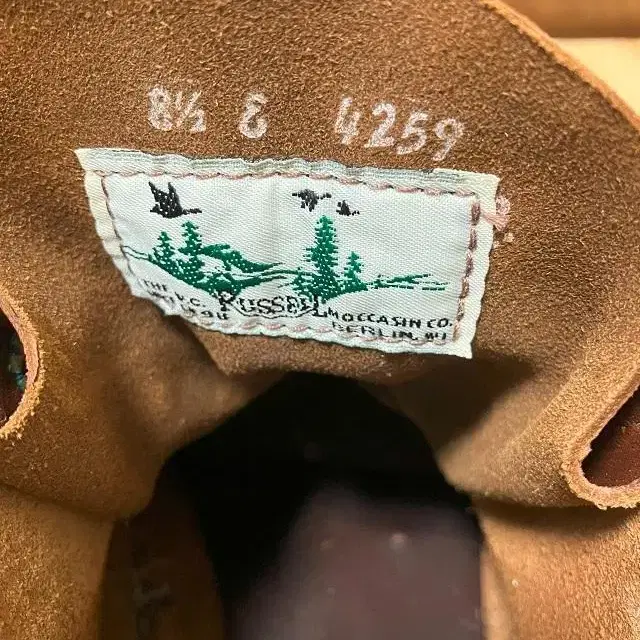 8½ E 4259
THE W.C. RUSSELL MOCCASIN CO.
BERLIN, WI